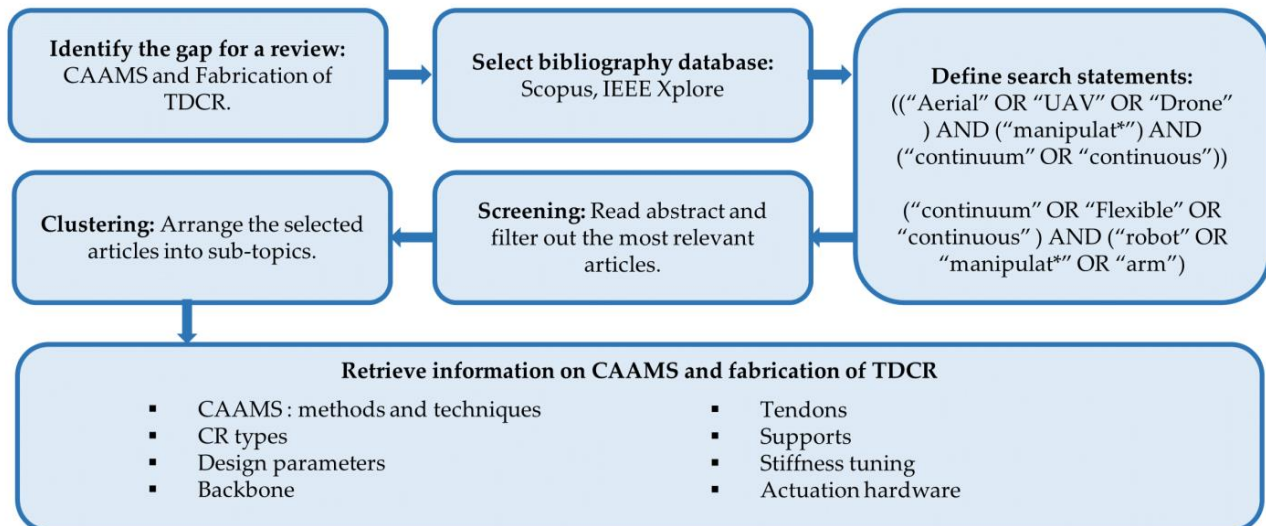 Identify the gap for a review:
CAAMS and Fabrication of
TDCR.
Select bibliography database:
Scopus, IEEE Xplore
Define search statements:
((“Aerial” OR “UAV” OR “Drone”
) AND (“manipulat*”) AND
(“continuum” OR “continuous”))
(“continuum” OR “Flexible” OR
“continuous” ) AND (“robot” OR
“manipulat*” OR “arm”)
Screening: Read abstract and
filter out the most relevant
articles.
Clustering: Arrange the selected
articles into sub-topics.
Retrieve information on CAAMS and fabrication of TDCR
▪ CAAMS : methods and techniques
▪ CR types
▪ Design parameters
▪ Backbone
▪ Tendons
▪ Supports
▪ Stiffness tuning
▪ Actuation hardware